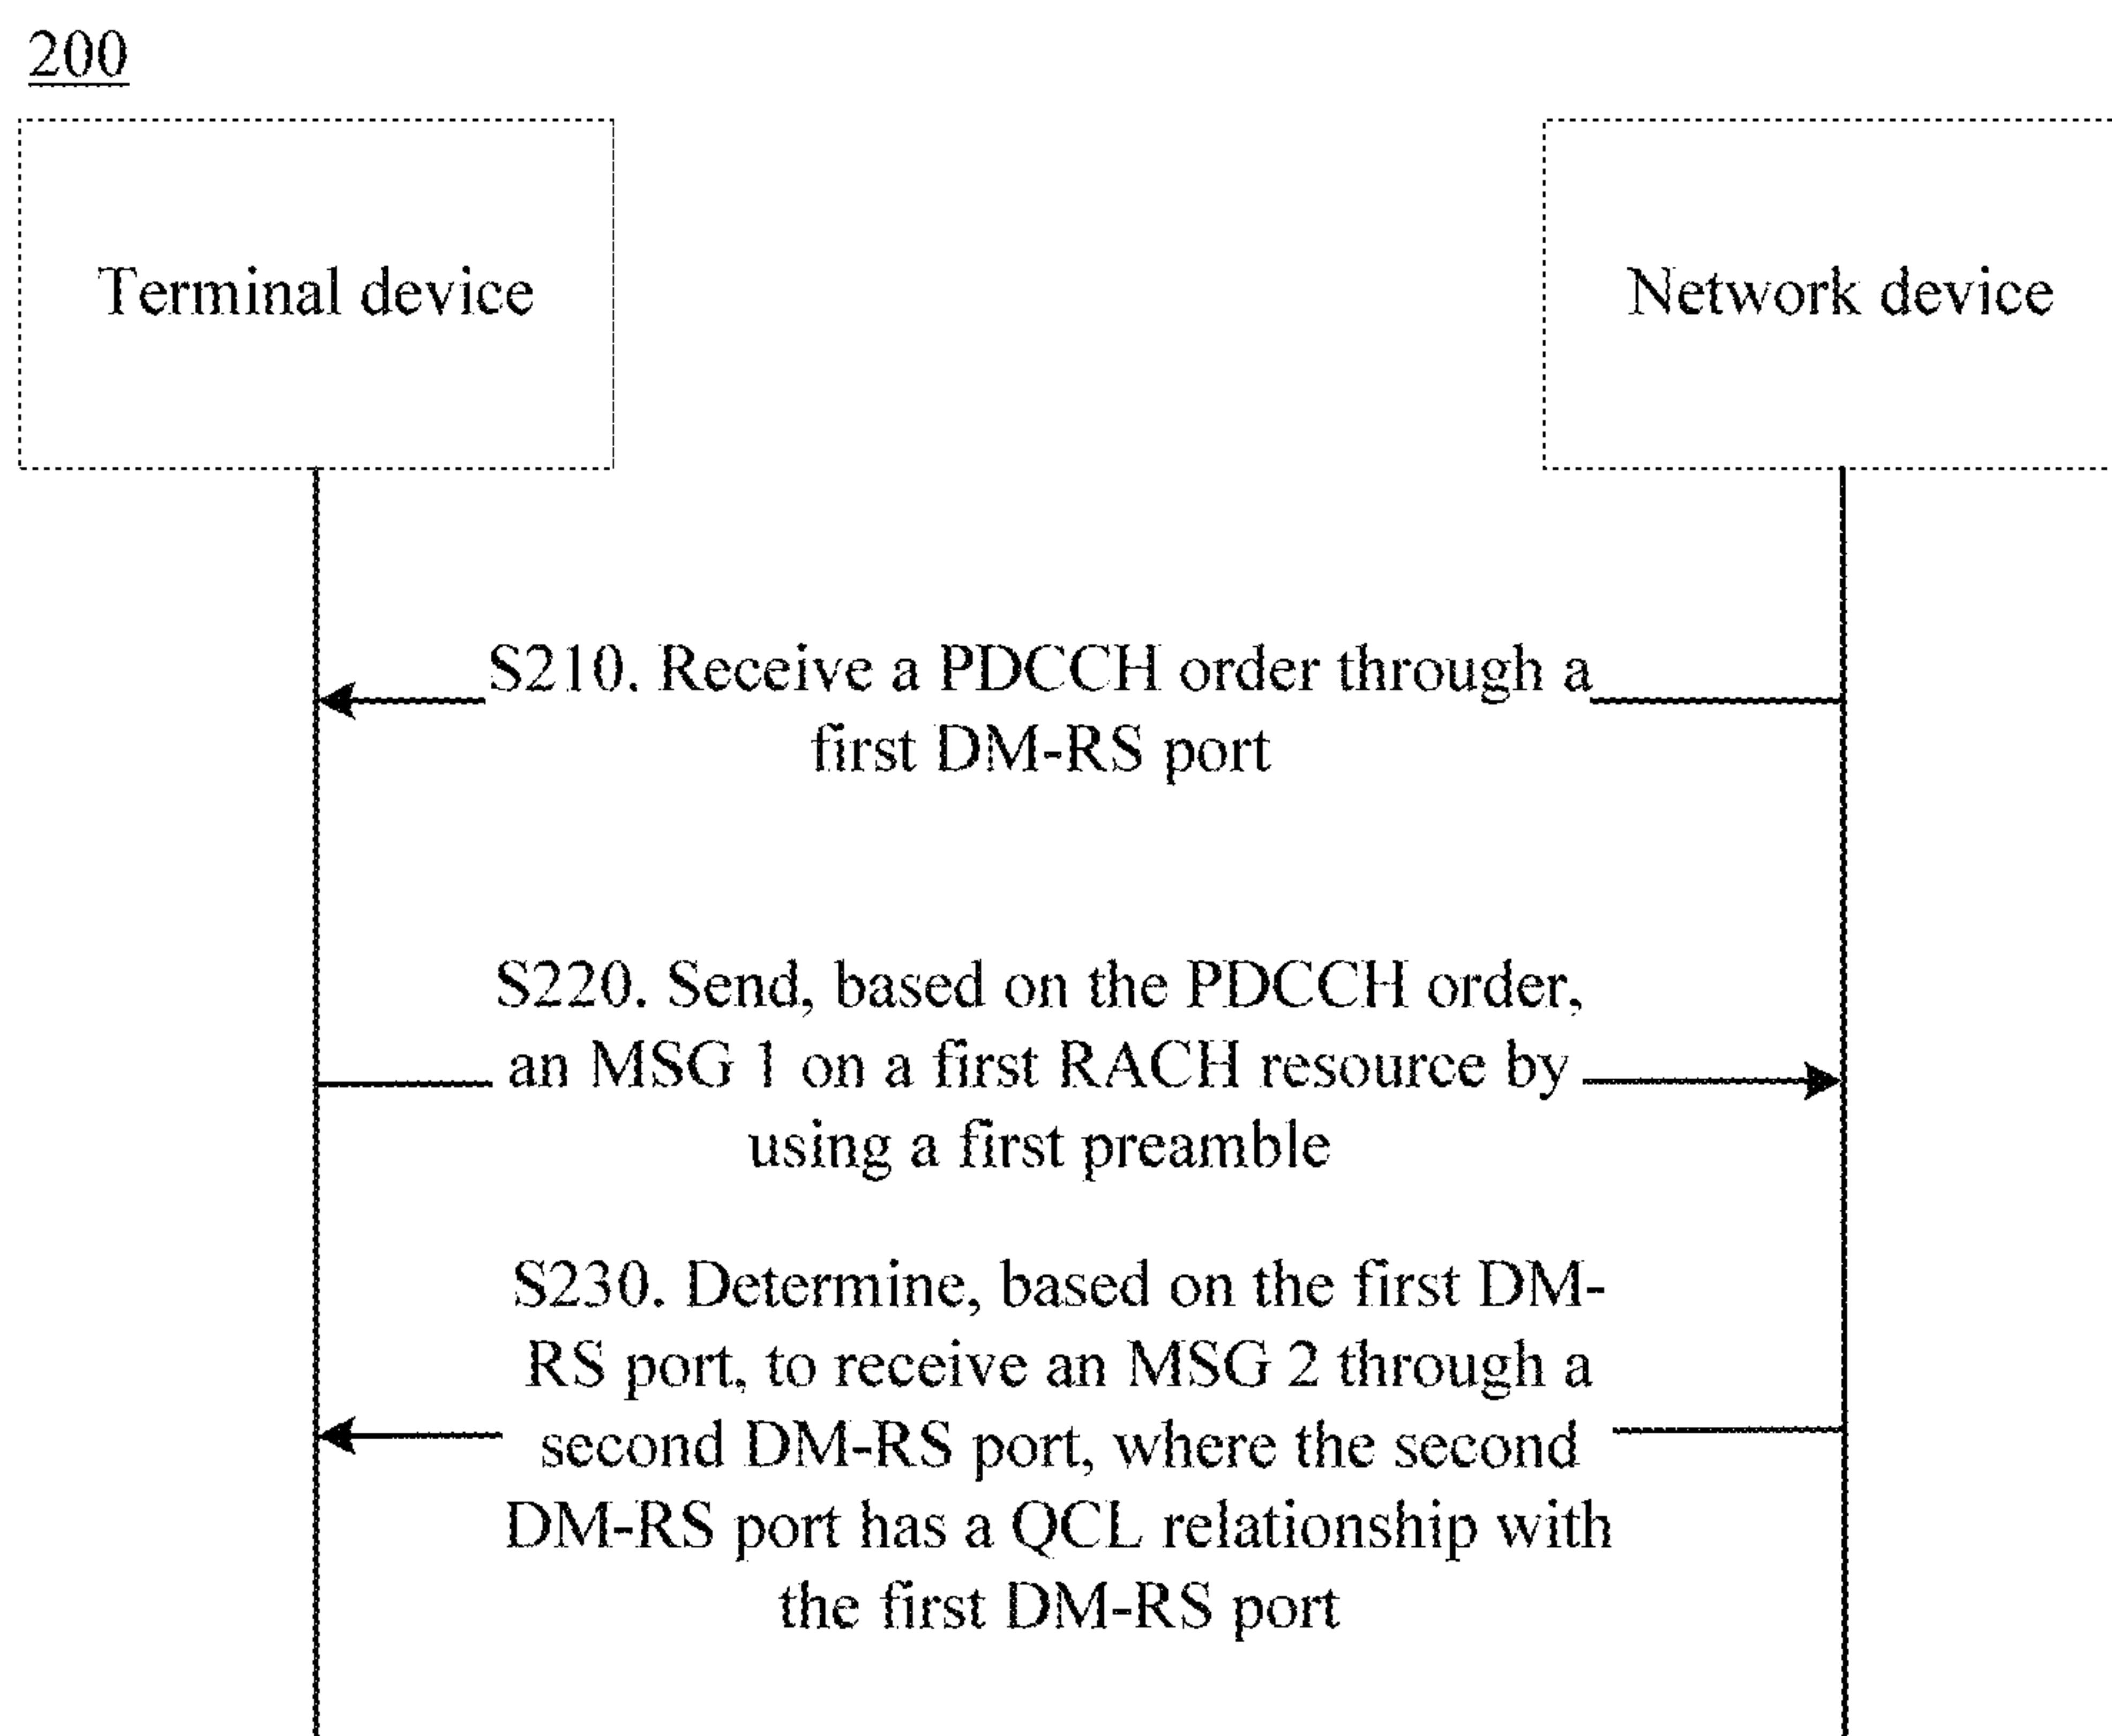 200
Terminal device
Network device
S210. Receive a PDCCH order through a
first DM-RS port
S220. Send, based on the PDCCH order,
an MSG 1 on a first RACH resource by
using a first preamble
S230. Determine, based on the first DM-
RS port, to receive an MSG 2 through a
second DM-RS port, where the second
DM-RS port has a QCL relationship with
the first DM-RS port